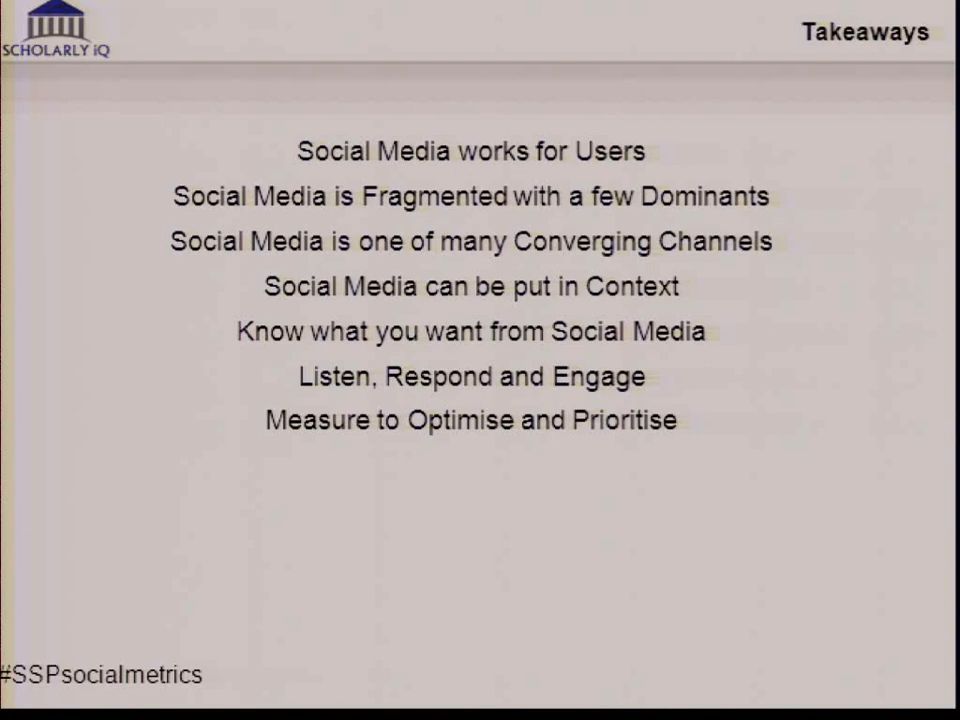 SCHOLARLY iQ
Takeaways
Social Media works for Users
Social Media is Fragmented with a few Dominants
Social Media is one of many Converging Channels
Social Media can be put in Context
Know what you want from Social Media
Listen, Respond and Engage
Measure to Optimise and Prioritise
#SSPsocialmetrics